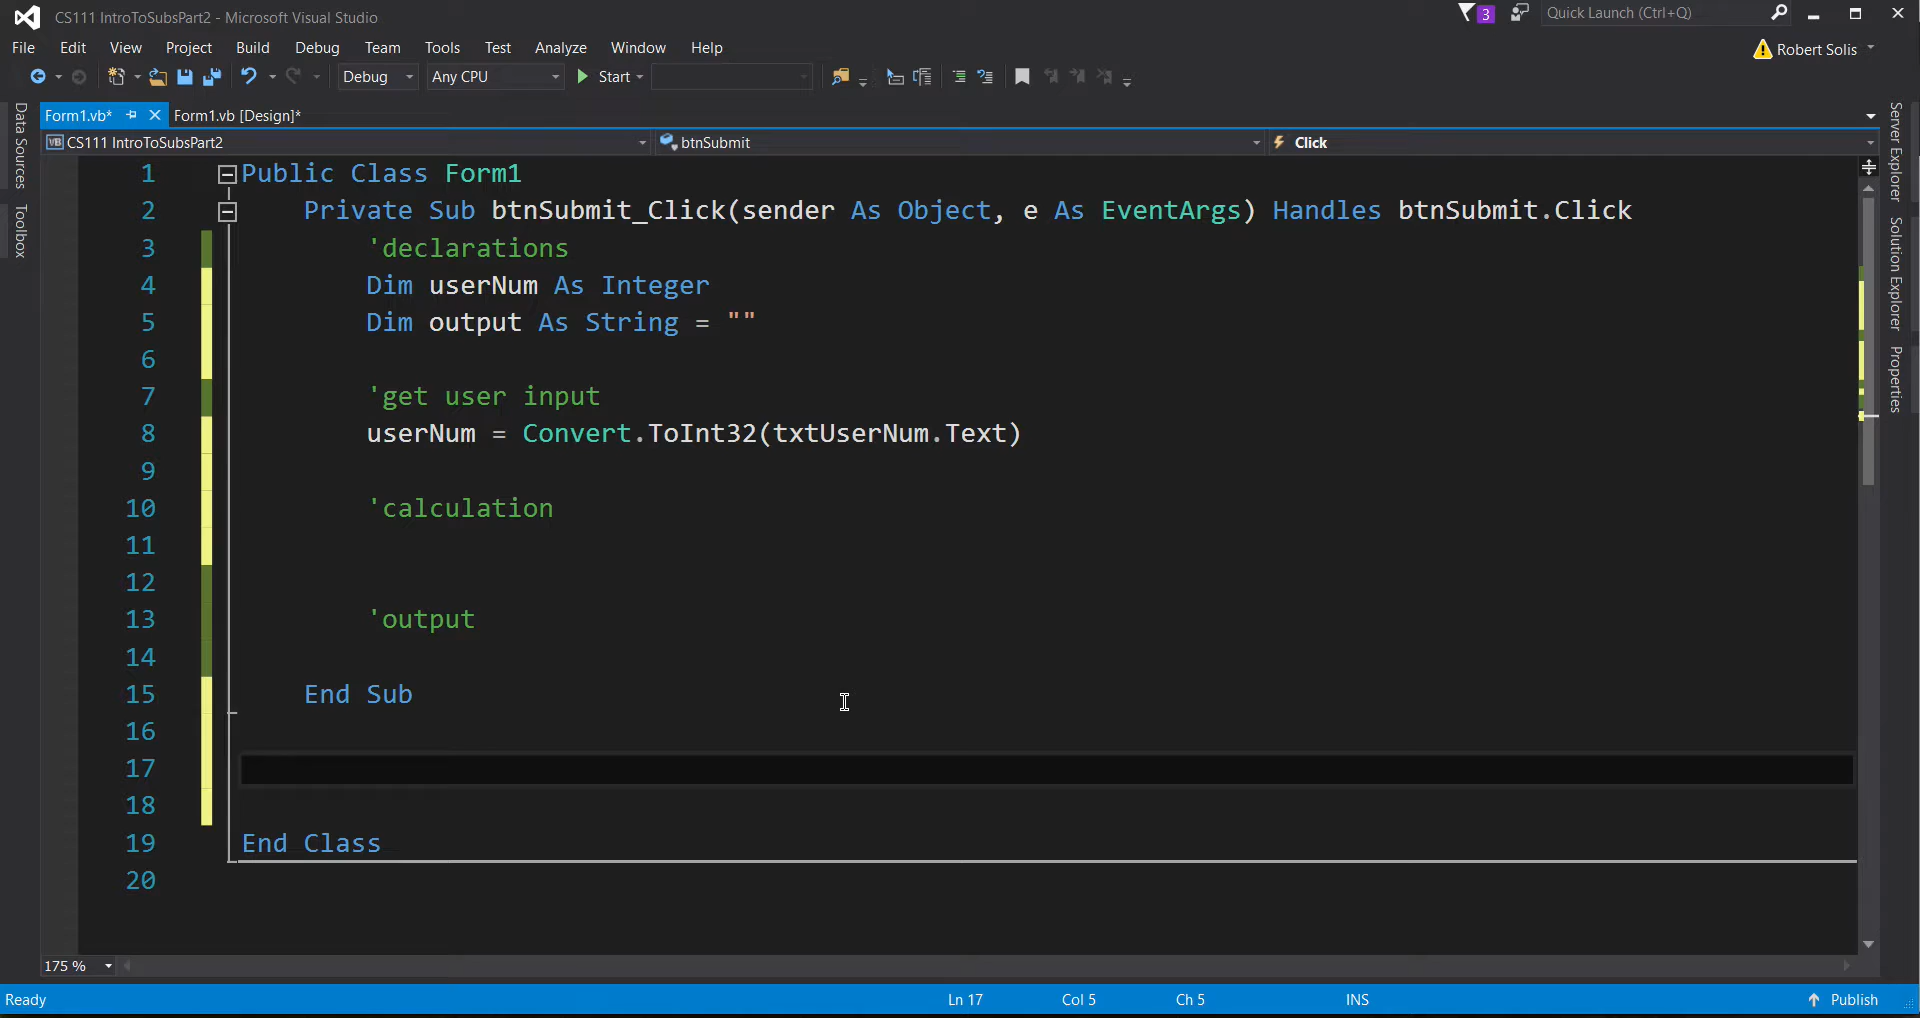 CS111 IntroToSubsPart2 - Microsoft Visual Studio
3
Quick Launch (Ctrl+Q)
File Edit View Project Build Debug Team Tools Test Analyze Window Help
Robert Solis
Debug Any CPU Start
Form1.vb* Form1.vb [Design]*
VB CS111 IntroToSubsPart2 btnSubmit Click
Data Sources
Toolbox
Server Explorer
Solution Explorer
Properties
1 Public Class Form1
2 Private Sub btnSubmit_Click(sender As Object, e As EventArgs) Handles btnSubmit.Click
3 'declarations
4 Dim userNum As Integer
5 Dim output As String = ""
6
7 'get user input
8 userNum = Convert.ToInt32(txtUserNum.Text)
9
10 'calculation
11
12
13 'output
14
15 End Sub
16
17
18
19 End Class
20
175 %
Ready Ln 17 Col 5 Ch 5 INS Publish